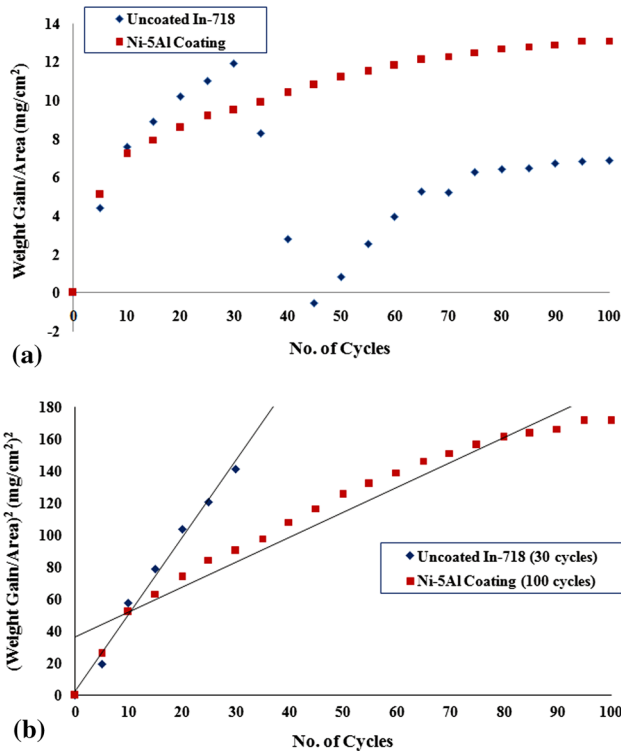 Uncoated In-718
Ni-5Al Coating
Weight Gain/Area (mg/cm²)
14
12
10
8
6
4
2
0
-2
0 10 20 30 40 50 60 70 80 90 100
No. of Cycles
(a)
180
160
140
120
100
80
60
40
20
0
(Weight Gain/Area)² (mg/cm²)²
Uncoated In-718 (30 cycles)
Ni-5Al Coating (100 cycles)
0 10 20 30 40 50 60 70 80 90 100
No. of Cycles
(b)